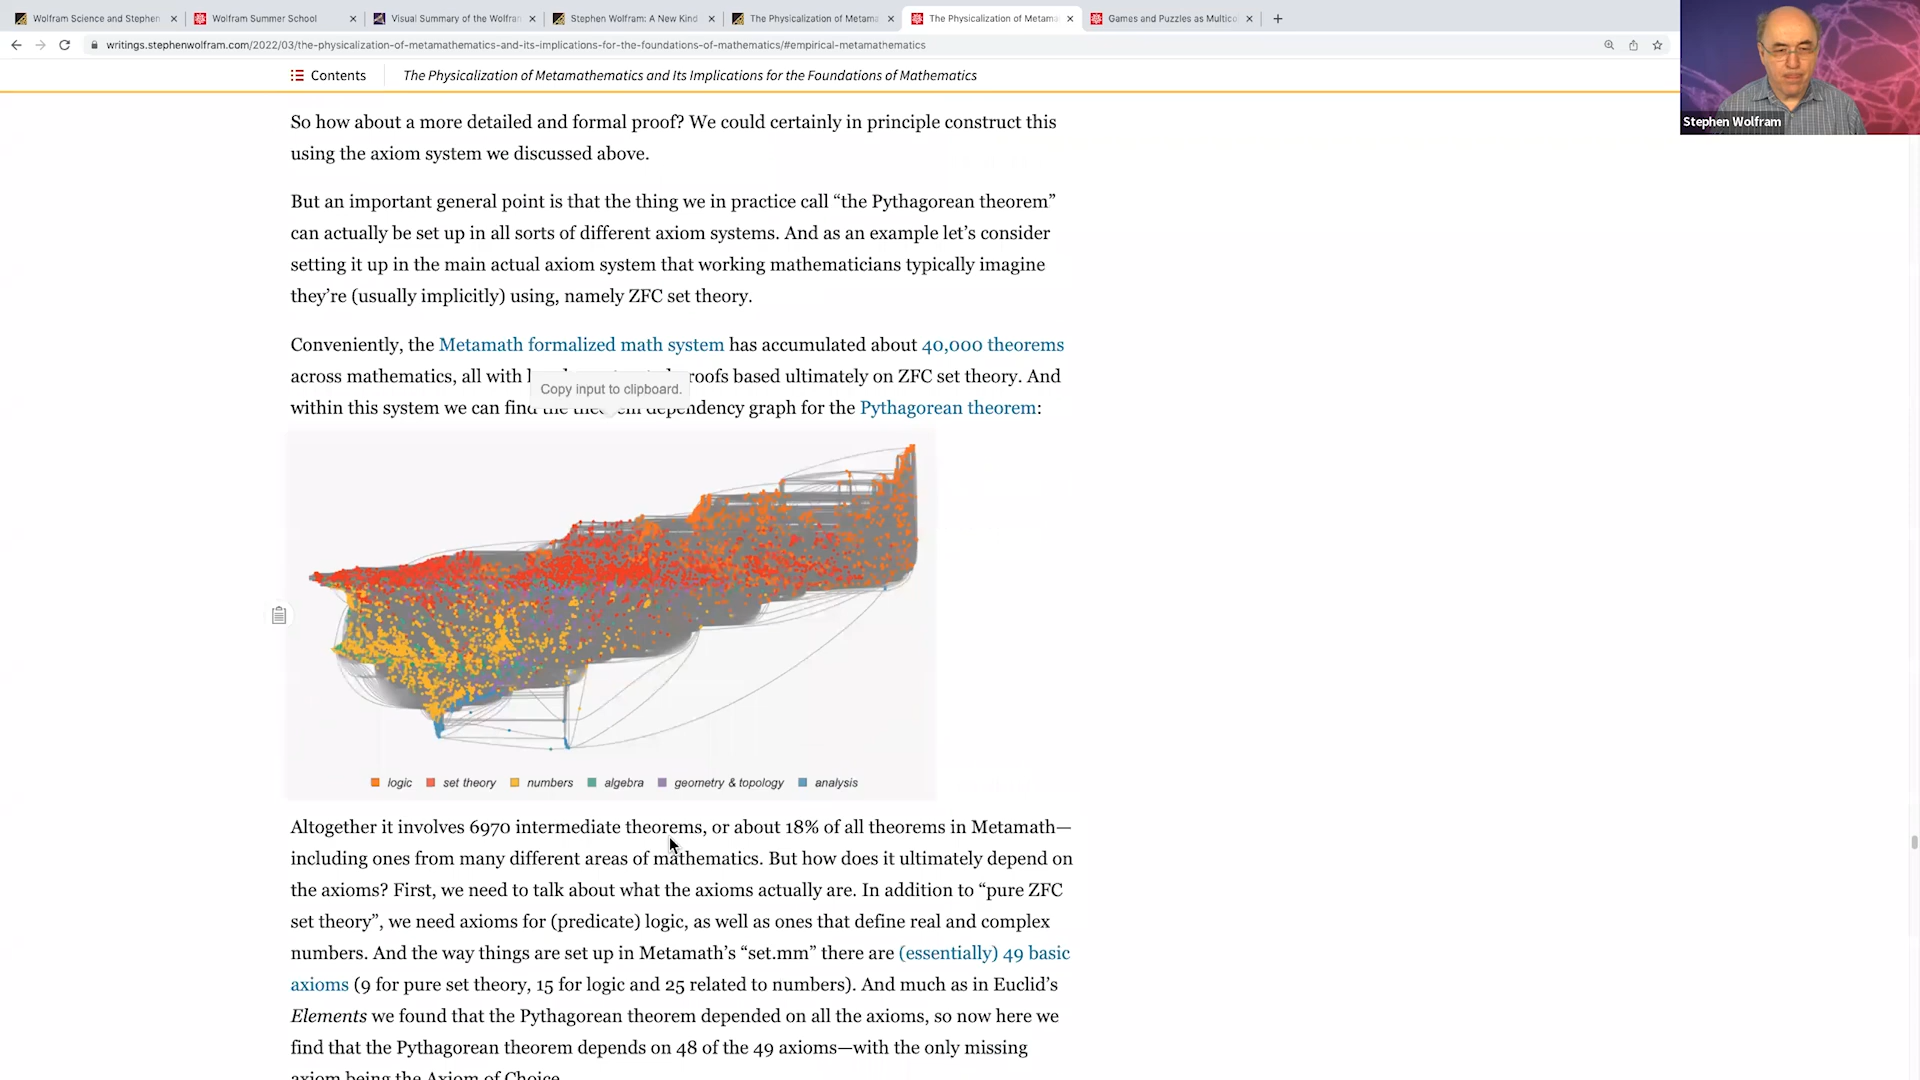 Wolfram Science and Stephen
Wolfram Summer School
Visual Summary of the Wolfran
Stephen Wolfram: A New Kind
The Physicalization of Metama
The Physicalization of Metama
Games and Puzzles as Multico
writings.stephenwolfram.com/2022/03/the-physicalization-of-metamathematics-and-its-implications-for-the-foundations-of-mathematics/#empirical-metamathematics
Contents
The Physicalization of Metamathematics and Its Implications for the Foundations of Mathematics
Stephen Wolfram
So how about a more detailed and formal proof? We could certainly in principle construct this
using the axiom system we discussed above.
But an important general point is that the thing we in practice call “the Pythagorean theorem”
can actually be set up in all sorts of different axiom systems. And as an example let’s consider
setting it up in the main actual axiom system that working mathematicians typically imagine
they’re (usually implicitly) using, namely ZFC set theory.
Conveniently, the Metamath formalized math system has accumulated about 40,000 theorems
across mathematics, all with roofs based ultimately on ZFC set theory. And
Copy input to clipboard.
within this system we can find the theorem dependency graph for the Pythagorean theorem:
logic set theory numbers algebra geometry & topology analysis
Altogether it involves 6970 intermediate theorems, or about 18% of all theorems in Metamath—
including ones from many different areas of mathematics. But how does it ultimately depend on
the axioms? First, we need to talk about what the axioms actually are. In addition to “pure ZFC
set theory”, we need axioms for (predicate) logic, as well as ones that define real and complex
numbers. And the way things are set up in Metamath’s “set.mm” there are (essentially) 49 basic
axioms (9 for pure set theory, 15 for logic and 25 related to numbers). And much as in Euclid’s
Elements we found that the Pythagorean theorem depended on all the axioms, so now here we
find that the Pythagorean theorem depends on 48 of the 49 axioms—with the only missing
axiom being the Axiom of Choice.